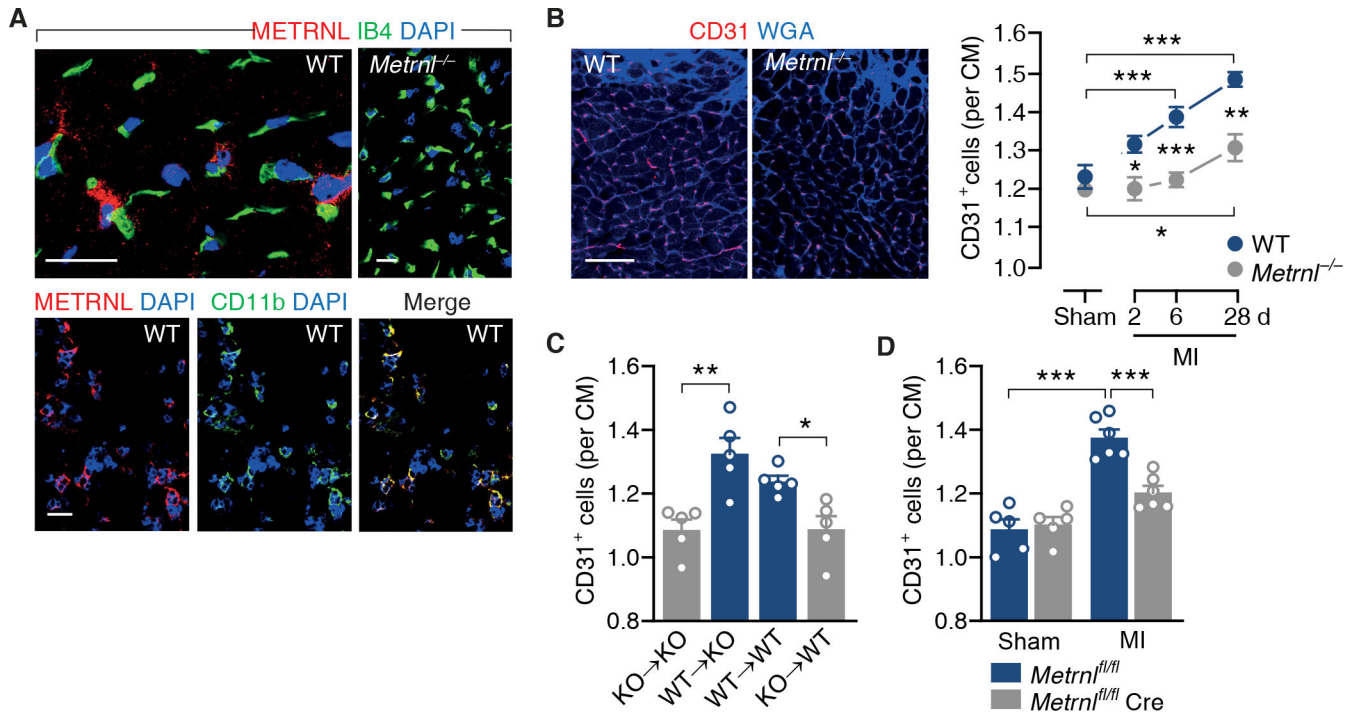 A
METRNL IB4 DAPI
WT
Metrnl–/–
METRNL DAPI
CD11b DAPI
Merge
WT
WT
WT
B
CD31 WGA
WT
Metrnl–/–
CD31+ cells (per CM)
1.6
1.5
1.4
1.3
1.2
1.1
1.0
***
***
**
***
*
*
WT
Metrnl–/–
Sham
2
6
28 d
MI
C
CD31+ cells (per CM)
1.6
1.4
1.2
1.0
0.8
**
*
KO→KO
WT→KO
WT→WT
KO→WT
D
CD31+ cells (per CM)
1.6
1.4
1.2
1.0
0.8
***
***
Sham
MI
Metrnlfl/fl
Metrnlfl/fl Cre